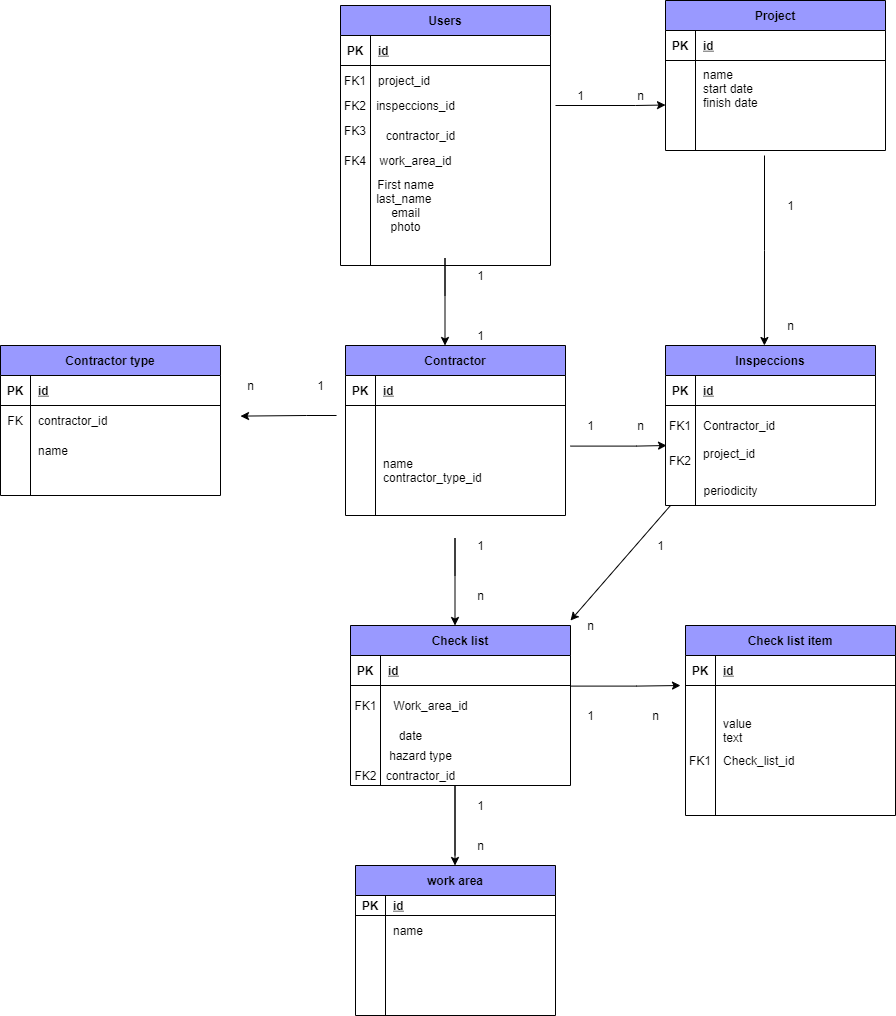 Users
PK id
FK1 project_id
FK2 inspeccions_id
FK3 contractor_id
FK4 work_area_id
First name
last_name
email
photo
1 n
Project
PK id
name
start date
finish date
1
n
1
1
Contractor type
PK id
FK contractor_id
name
n 1
Contractor
PK id
name
contractor_type_id
1 n
Inspeccions
PK id
FK1 Contractor_id
FK2 project_id
periodicity
1
n
1
n
Check list
PK id
FK1 Work_area_id
date
hazard type
FK2 contractor_id
1 n
Check list item
PK id
value
text
FK1 Check_list_id
1
n
work area
PK id
name